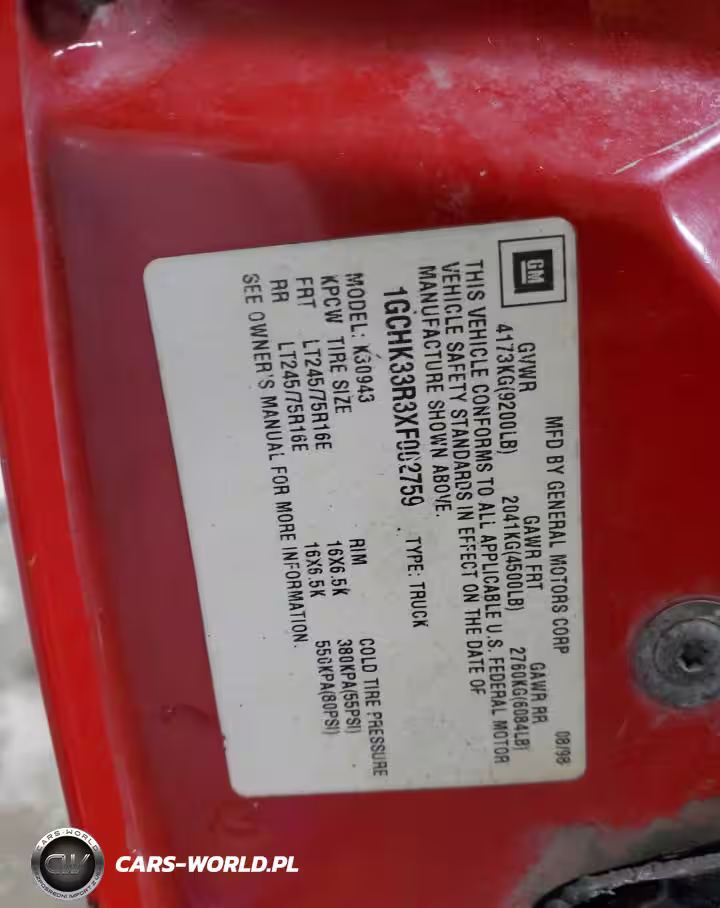 GM
MFD BY GENERAL MOTORS CORP 08/98
GVWR GAWR FRT GAWR RR
4173KG(9200LB) 2041KG(4500LB) 2760KG(6084LB)
THIS VEHICLE CONFORMS TO ALL APPLICABLE U.S. FEDERAL MOTOR
VEHICLE SAFETY STANDARDS IN EFFECT ON THE DATE OF
MANUFACTURE SHOWN ABOVE.
1GCHK33R3XF002759 TYPE: TRUCK
MODEL: K30943
KPCW TIRE SIZE RIM COLD TIRE PRESSURE
FRT LT245/75R16E 16X6.5K 380KPA(55PSI)
RR LT245/75R16E 16X6.5K 550KPA(80PSI)
SEE OWNER'S MANUAL FOR MORE INFORMATION.
CARS-WORLD
CW
CARS-WORLD.PL